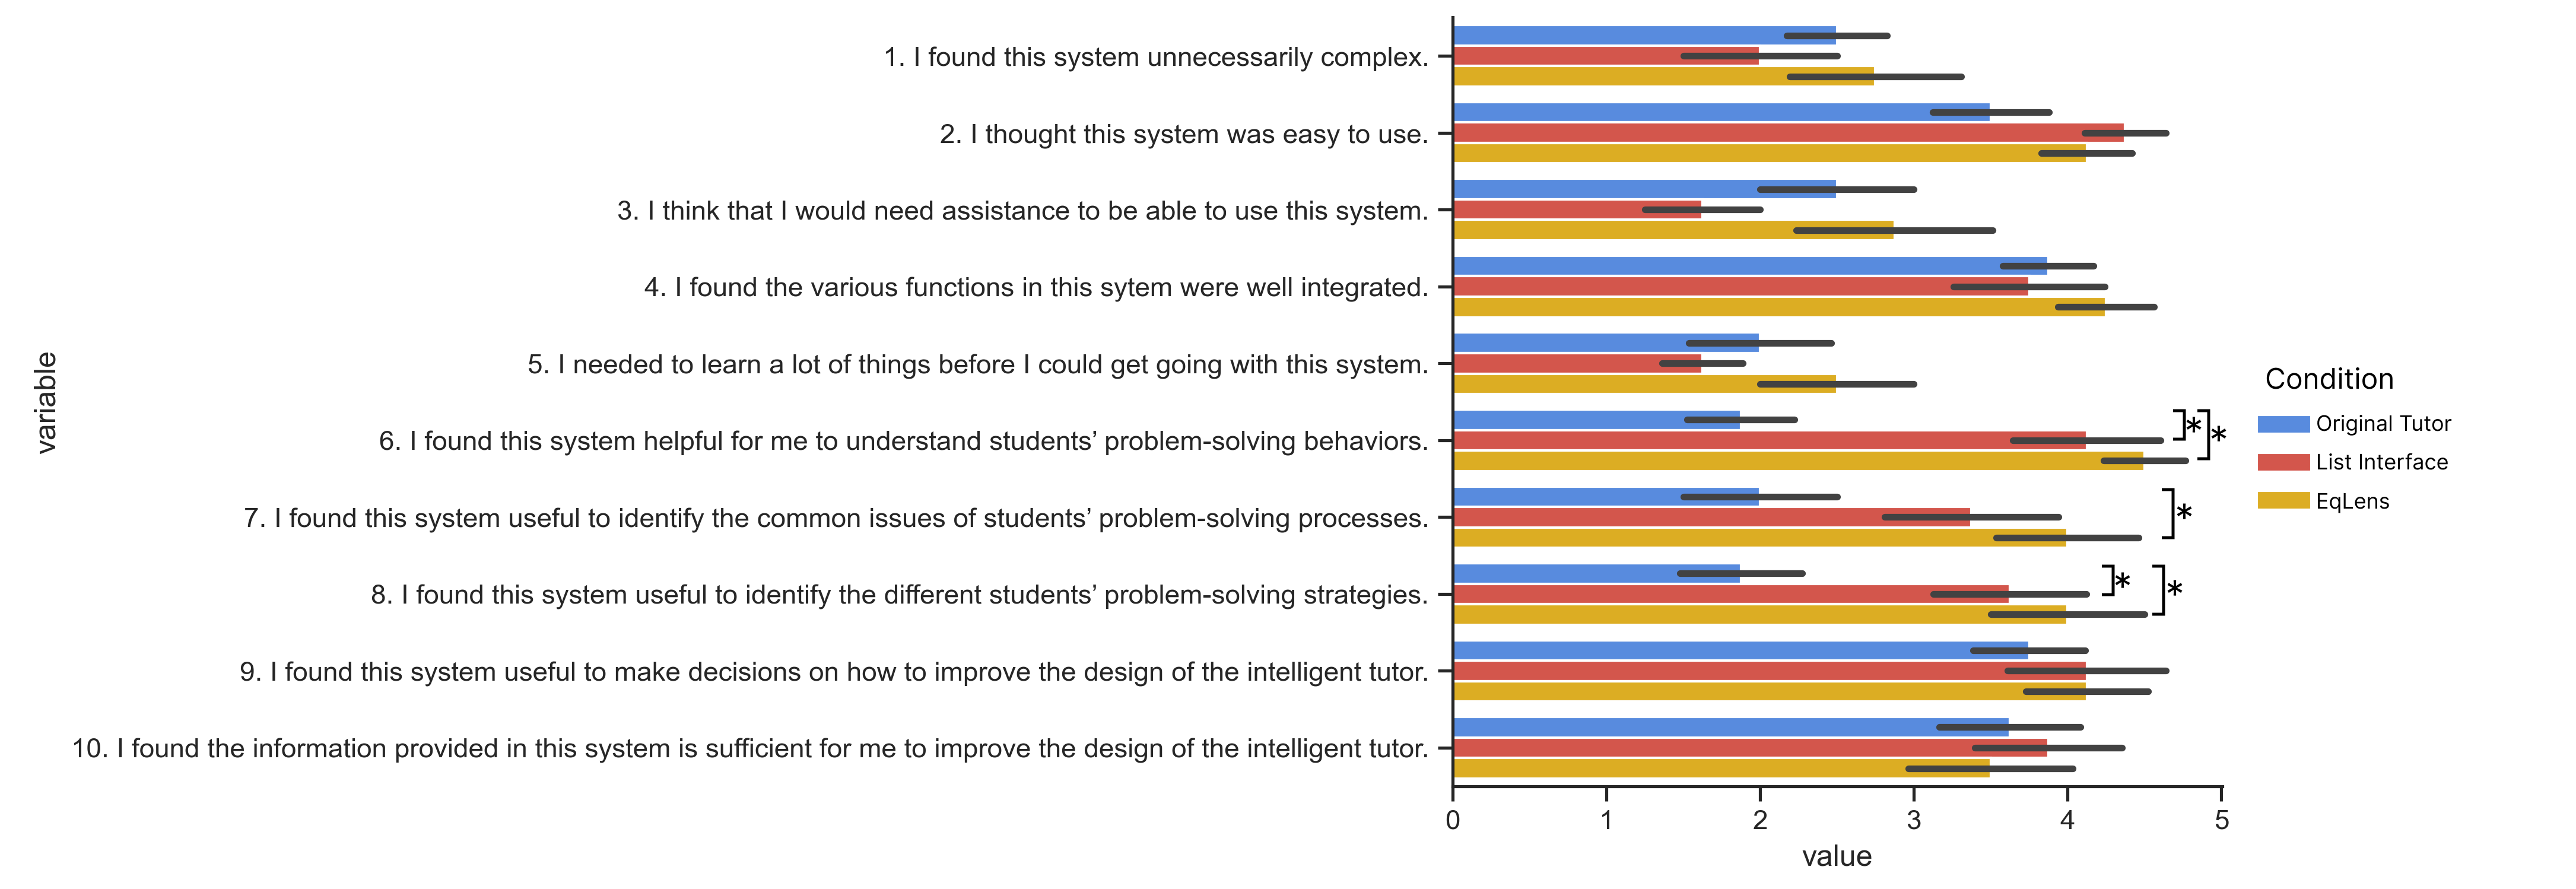 1. I found this system unnecessarily complex.
2. I thought this system was easy to use.
3. I think that I would need assistance to be able to use this system.
4. I found the various functions in this sytem were well integrated.
5. I needed to learn a lot of things before I could get going with this system.
6. I found this system helpful for me to understand students’ problem-solving behaviors.
7. I found this system useful to identify the common issues of students’ problem-solving processes.
8. I found this system useful to identify the different students’ problem-solving strategies.
9. I found this system useful to make decisions on how to improve the design of the intelligent tutor.
10. I found the information provided in this system is sufficient for me to improve the design of the intelligent tutor.
variable
* *
*
* *
0 1 2 3 4 5
value
Condition
Original Tutor
List Interface
EqLens